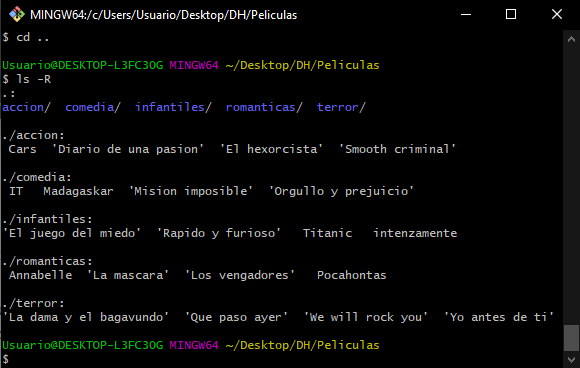 MINGW64:/c/Users/Usuario/Desktop/DH/Peliculas
$ cd ..
Usuario@DESKTOP-L3FC3OG MINGW64 ~/Desktop/DH/Peliculas
$ ls -R
.:
accion/  comedia/  infantiles/  romanticas/  terror/
./accion:
 Cars  'Diario de una pasion'  'El hexorcista'  'Smooth criminal'
./comedia:
 IT   Madagaskar  'Mision imposible'  'Orgullo y prejuicio'
./infantiles:
'El juego del miedo'  'Rapido y furioso'   Titanic   intenzamente
./romanticas:
 Annabelle  'La mascara'  'Los vengadores'   Pocahontas
./terror:
'La dama y el bagavundo'  'Que paso ayer'  'We will rock you'  'Yo antes de ti'
Usuario@DESKTOP-L3FC3OG MINGW64 ~/Desktop/DH/Peliculas
$